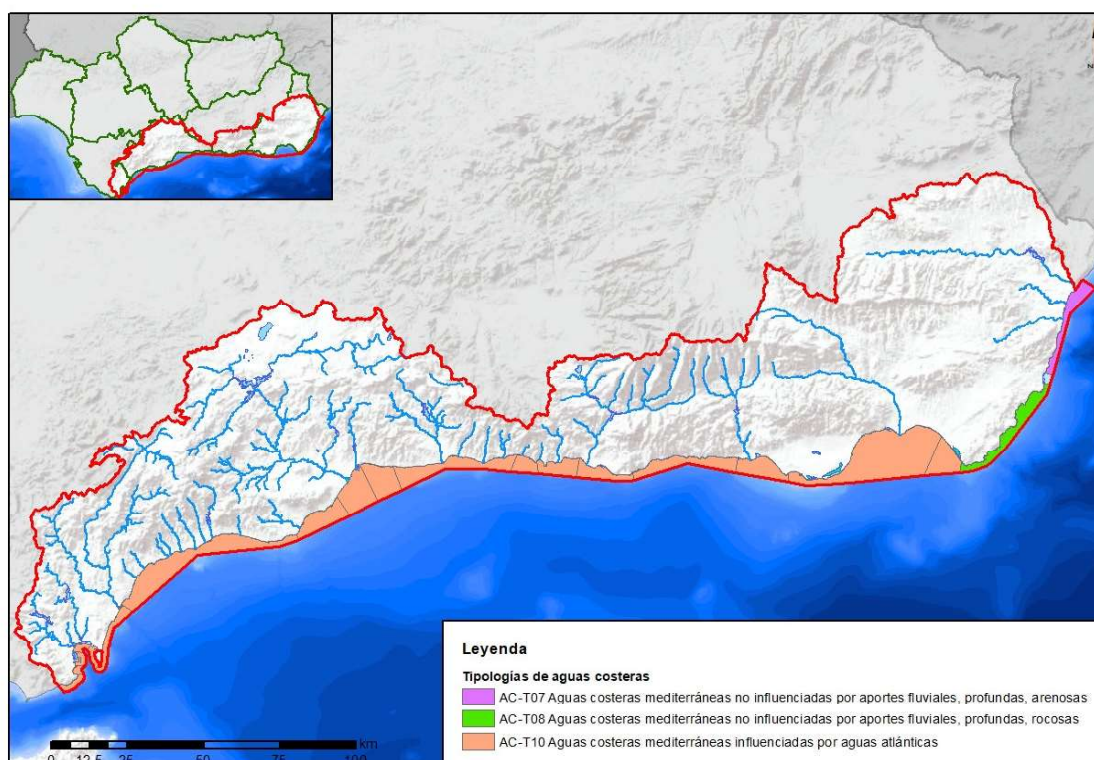 N
Leyenda
Tipologías de aguas costeras
AC-T07 Aguas costeras mediterráneas no influenciadas por aportes fluviales, profundas, arenosas
AC-T08 Aguas costeras mediterráneas no influenciadas por aportes fluviales, profundas, rocosas
AC-T10 Aguas costeras mediterráneas influenciadas por aguas atlánticas
km
0 12,5 25 50 75 100